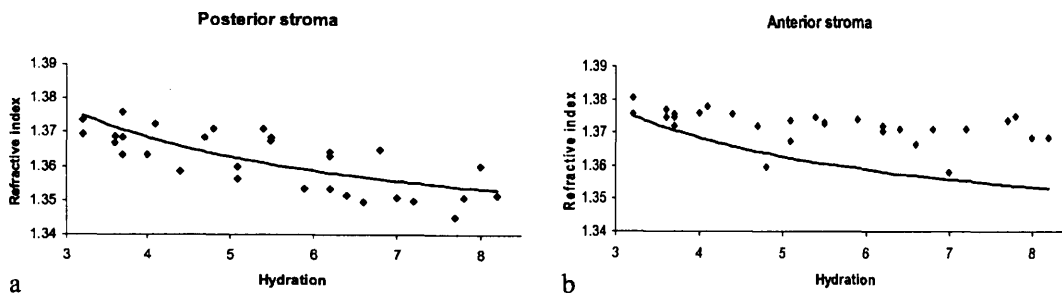 Posterior stroma
1.39
1.38
1.37
1.36
1.35
1.34
Refractive index
3 4 5 6 7 8
Hydration
a
Anterior stroma
1.39
1.38
1.37
1.36
1.35
1.34
Refractive index
3 4 5 6 7 8
Hydration
b